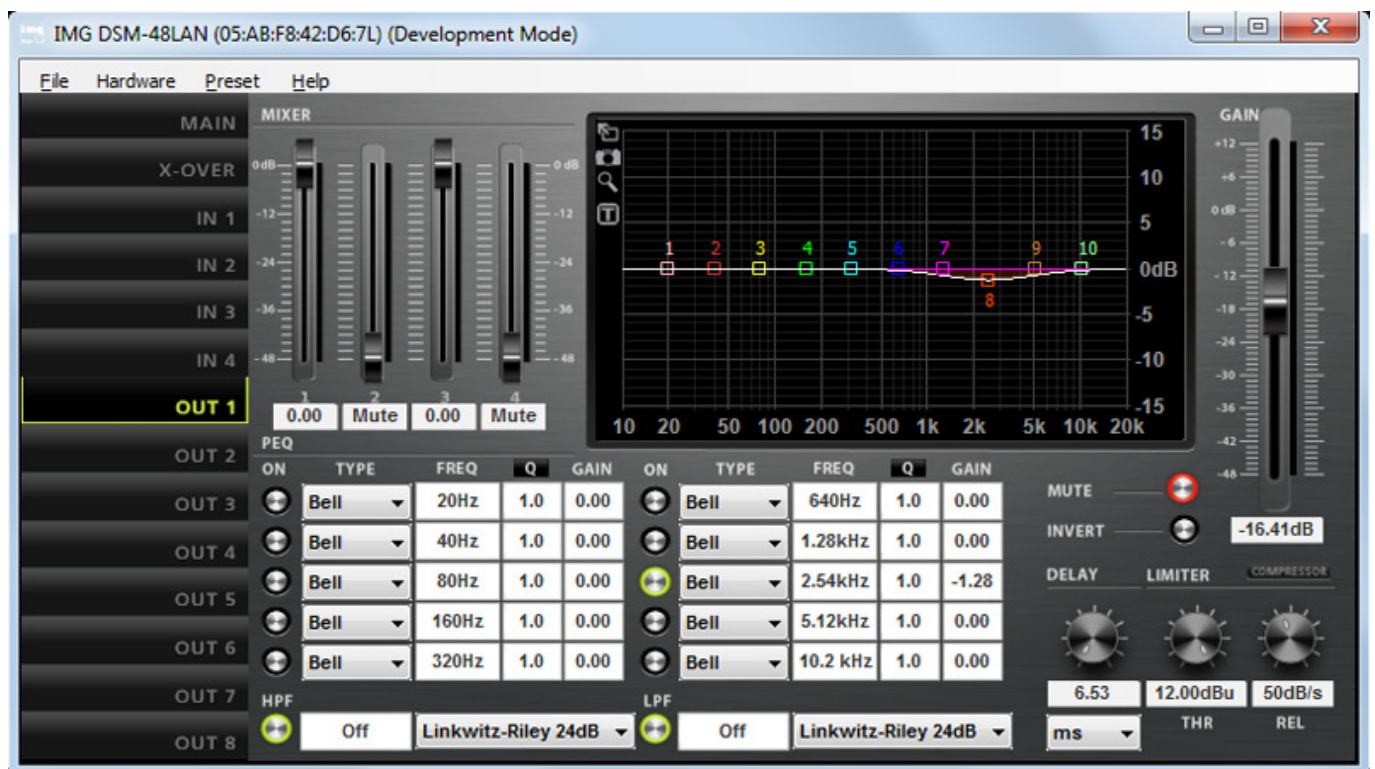 IMG DSM-48LAN (05:AB:F8:42:D6:7L) (Development Mode)
File Hardware Preset Help
MAIN
X-OVER
IN 1
IN 2
IN 3
IN 4
OUT 1
OUT 2
OUT 3
OUT 4
OUT 5
OUT 6
OUT 7
OUT 8
MIXER
0 dB 0 dB
-12 -12
-24 -24
-36 -36
-48 -48
1 2 3 4
0.00 Mute 0.00 Mute
T
15
10
5
0dB
-5
-10
-15
1 2 3 4 5 6 7 9 10
8
10 20 50 100 200 500 1k 2k 5k 10k 20k
GAIN
+12
+6
0 dB
-6
-12
-18
-24
-30
-36
-42
-48
-16.41dB
PEQ
ON TYPE FREQ Q GAIN ON TYPE FREQ Q GAIN
Bell 20Hz 1.0 0.00 Bell 640Hz 1.0 0.00
Bell 40Hz 1.0 0.00 Bell 1.28kHz 1.0 0.00
Bell 80Hz 1.0 0.00 Bell 2.54kHz 1.0 -1.28
Bell 160Hz 1.0 0.00 Bell 5.12kHz 1.0 0.00
Bell 320Hz 1.0 0.00 Bell 10.2 kHz 1.0 0.00
HPF LPF
Off Linkwitz-Riley 24dB Off Linkwitz-Riley 24dB
MUTE
INVERT
DELAY LIMITER COMPRESSOR
6.53 12.00dBu 50dB/s
ms THR REL